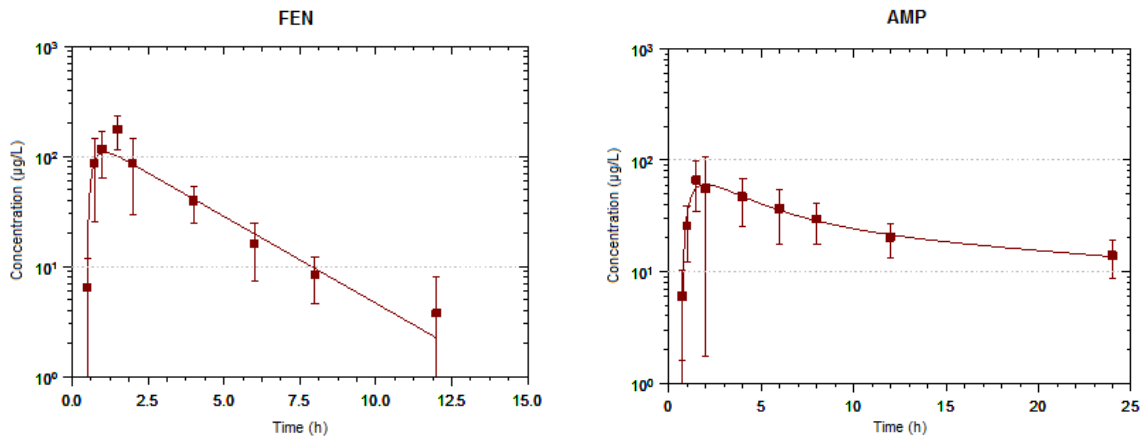 FEN
10³
10²
10¹
10⁰
Concentration (µg/L)
0.0 2.5 5.0 7.5 10.0 12.5 15.0
Time (h)
AMP
10³
10²
10¹
10⁰
Concentration (µg/L)
0 5 10 15 20 25
Time (h)